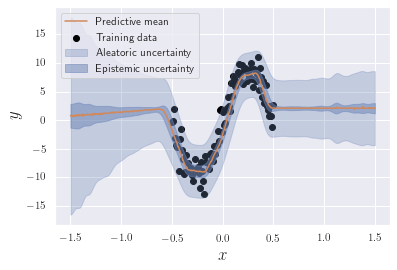 Predictive mean
Training data
Aleatoric uncertainty
Epistemic uncertainty
15
10
5
0
−5
−10
−15
y
−1.5 −1.0 −0.5 0.0 0.5 1.0 1.5
x